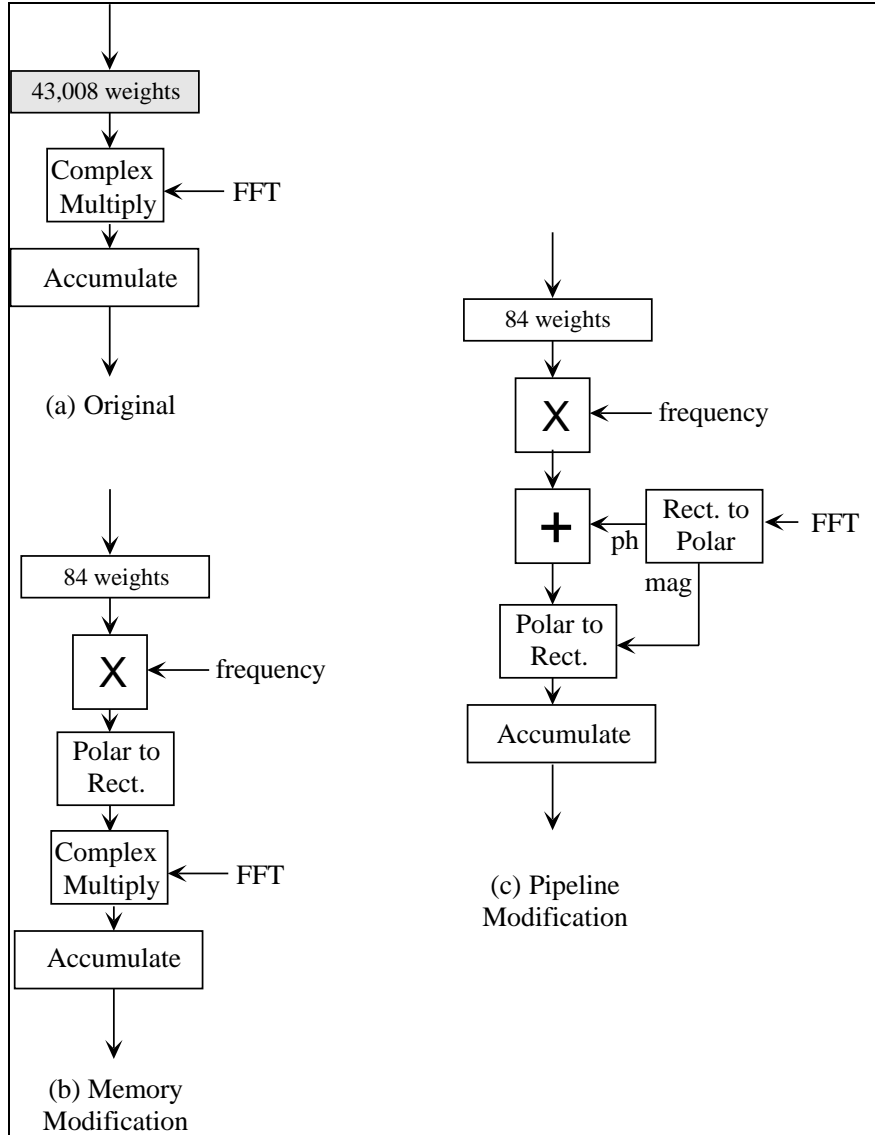 43,008 weights
Complex
Multiply
FFT
Accumulate
(a) Original
84 weights
X
frequency
Polar to
Rect.
Complex
Multiply
FFT
Accumulate
(b) Memory
Modification
84 weights
X
frequency
+
ph
Rect. to
Polar
FFT
mag
Polar to
Rect.
Accumulate
(c) Pipeline
Modification